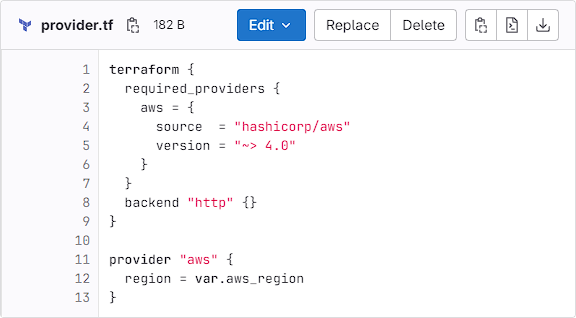 provider.tf 182 B Edit Replace Delete
1 terraform {
2   required_providers {
3     aws = {
4       source  = "hashicorp/aws"
5       version = "~> 4.0"
6     }
7   }
8   backend "http" {}
9 }
10
11 provider "aws" {
12   region = var.aws_region
13 }